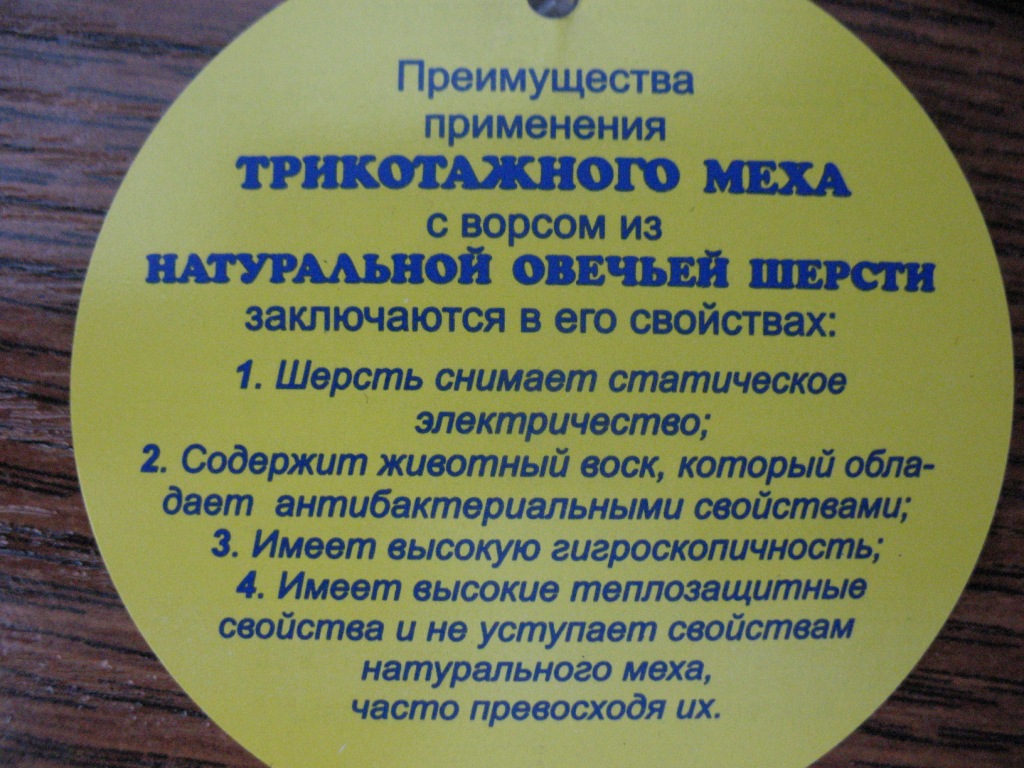 Преимущества
применения
ТРИКОТАЖНОГО МЕХА
с ворсом из
НАТУРАЛЬНОЙ ОВЕЧЬЕЙ ШЕРСТИ
заключаются в его свойствах:
1. Шерсть снимает статическое
электричество;
2. Содержит животный воск, который обла-
дает антибактериальными свойствами;
3. Имеет высокую гигроскопичность;
4. Имеет высокие теплозащитные
свойства и не уступает свойствам
натурального меха,
часто превосходя их.